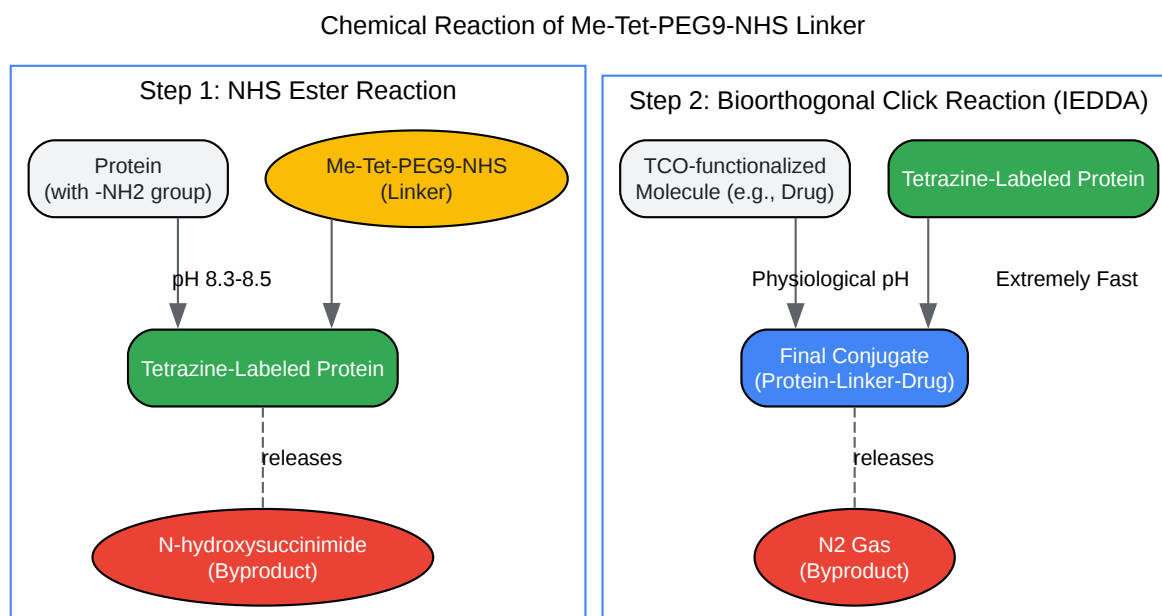 Chemical Reaction of Me-Tet-PEG9-NHS Linker
Step 1: NHS Ester Reaction
Protein
(with -NH2 group)
Me-Tet-PEG9-NHS
(Linker)
pH 8.3-8.5
Tetrazine-Labeled Protein
releases
N-hydroxysuccinimide
(Byproduct)
Step 2: Bioorthogonal Click Reaction (IEDDA)
TCO-functionalized
Molecule (e.g., Drug)
Tetrazine-Labeled Protein
Physiological pH
Extremely Fast
Final Conjugate
(Protein-Linker-Drug)
releases
N2 Gas
(Byproduct)